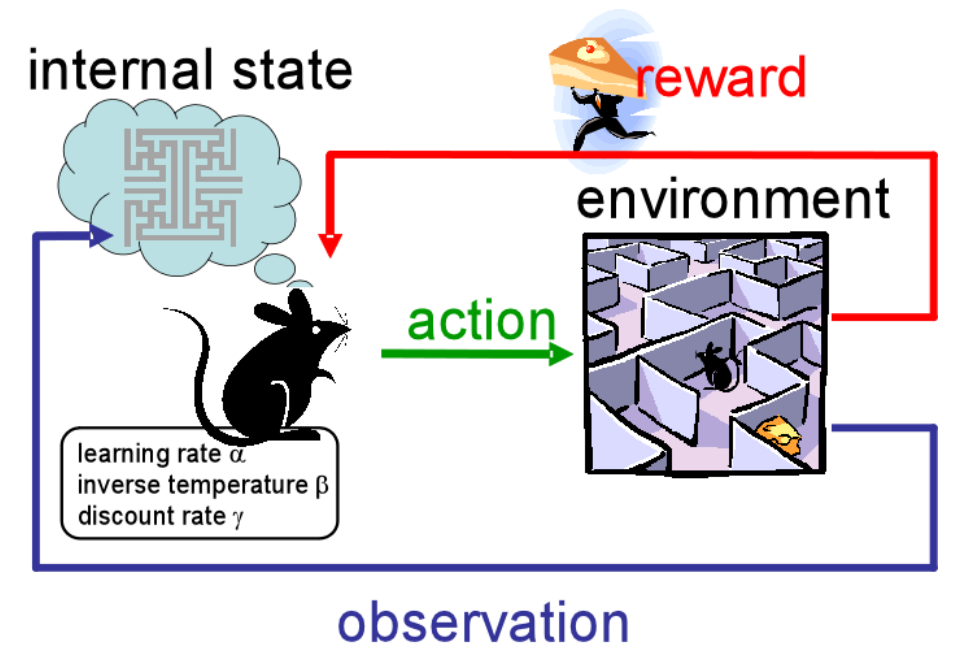 internal state
reward
environment
action
learning rate α
inverse temperature β
discount rate γ
observation